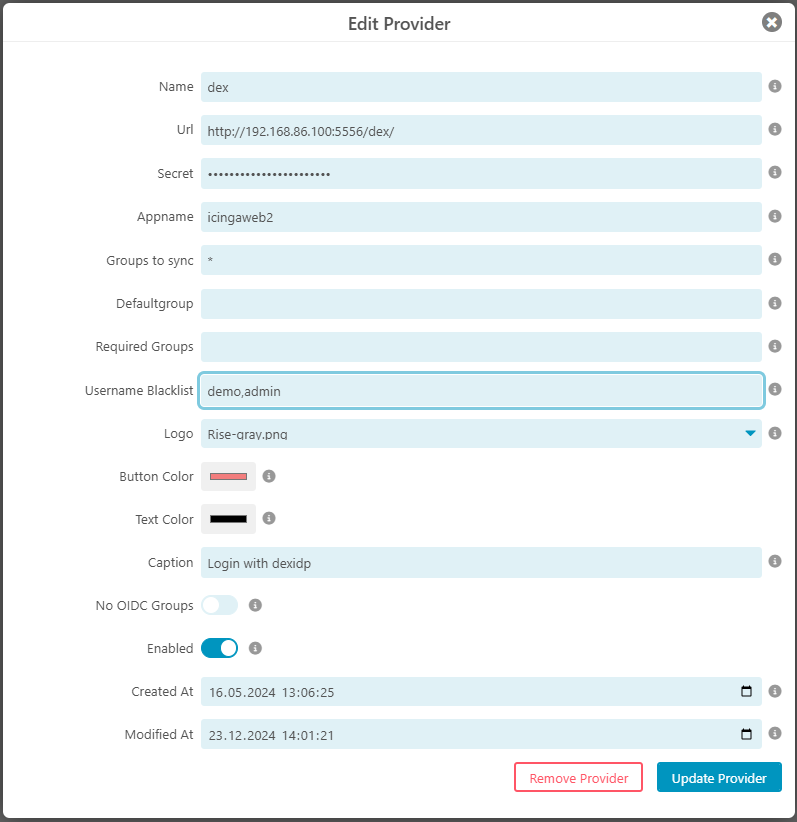 Edit Provider
Name dex
Url http://192.168.86.100:5556/dex/
Secret •••••••••••••••••••••••
Appname icingaweb2
Groups to sync *
Defaultgroup
Required Groups
Username Blacklist demo,admin
Logo Rise-gray.png
Button Color
Text Color
Caption Login with dexidp
No OIDC Groups
Enabled
Created At 16.05.2024 13:06:25
Modified At 23.12.2024 14:01:21
Remove Provider Update Provider